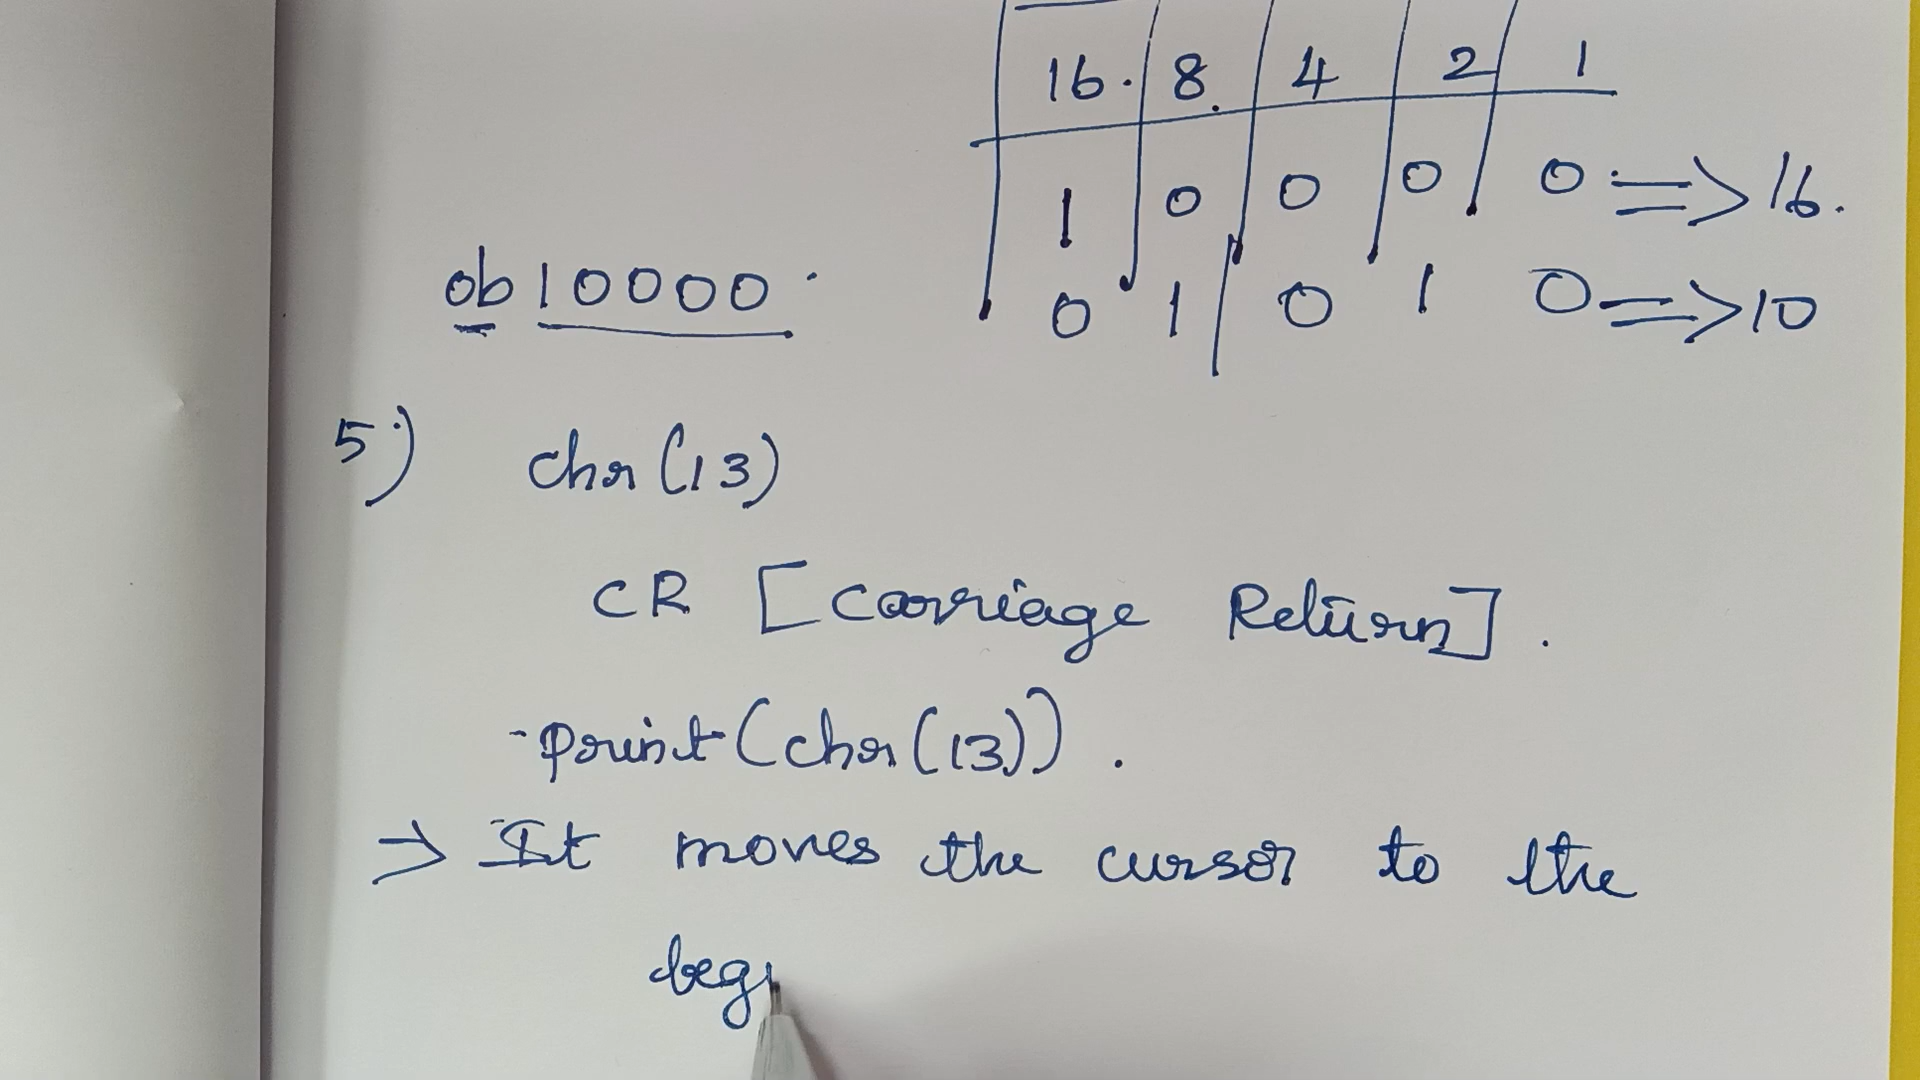 16. 8. 4 2 1
1 0 0 0 0 => 16.
0b10000.
0 1 0 1 0 => 10
5) chr(13)
CR [Carriage Return].
print(chr(13)).
=> It moves the cursor to the
beg